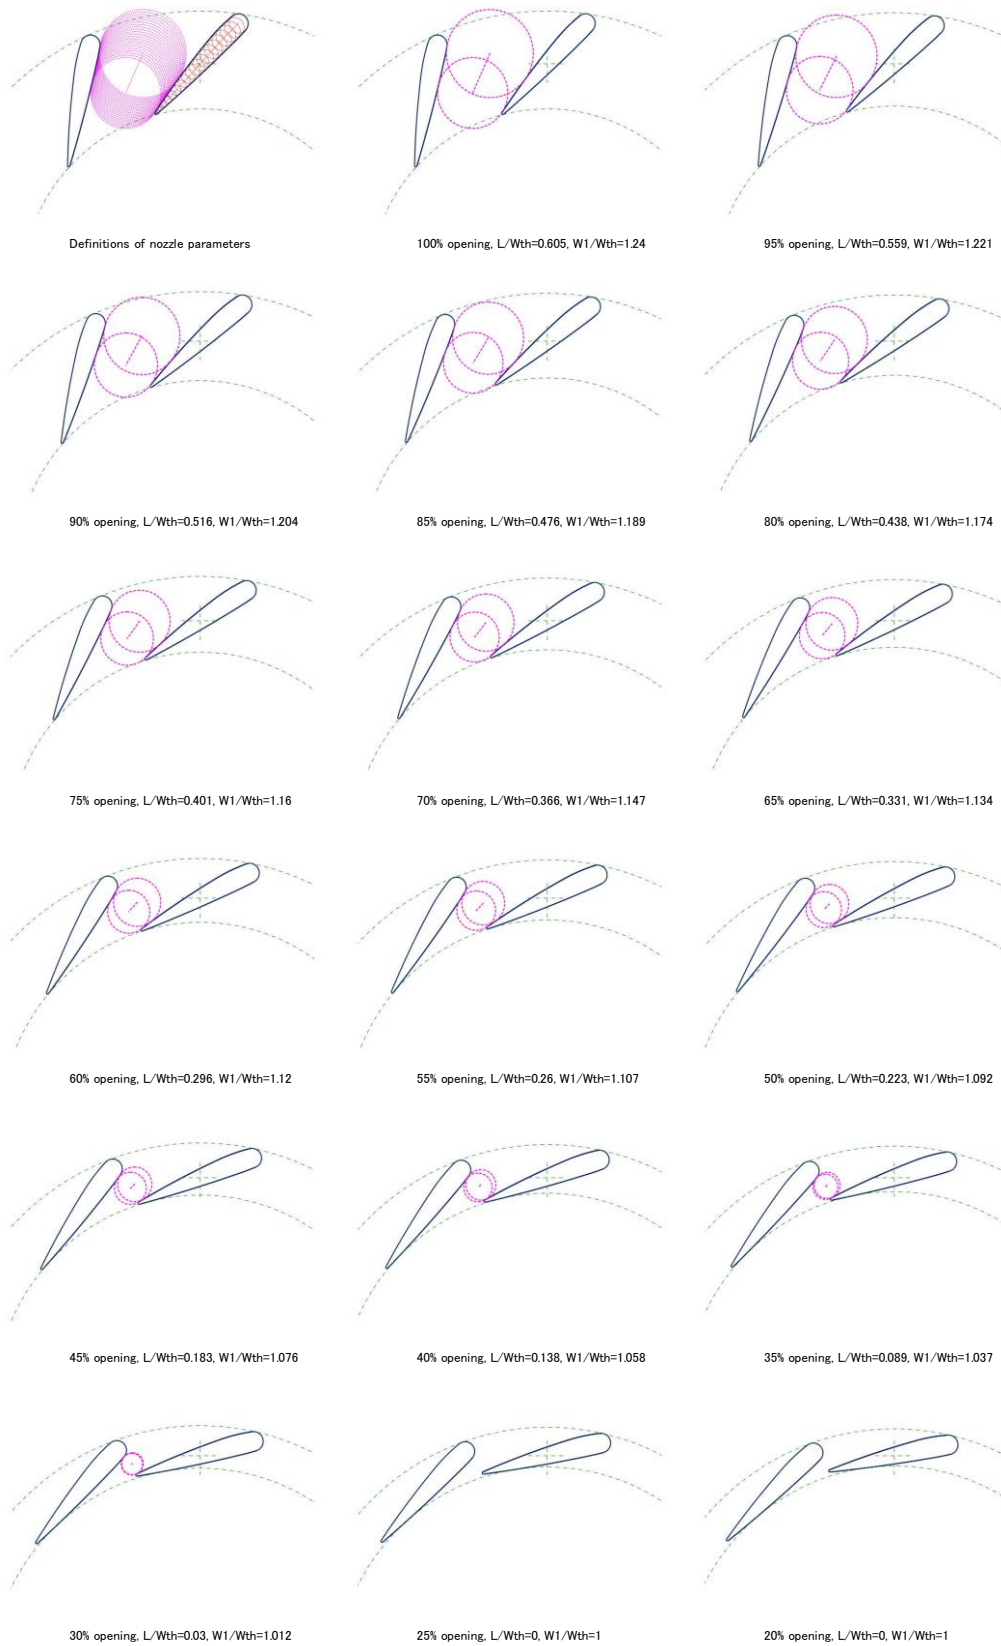 Definitions of nozzle parameters
100% opening, L/Wth=0.605, W1/Wth=1.24
95% opening, L/Wth=0.559, W1/Wth=1.221
90% opening, L/Wth=0.516, W1/Wth=1.204
85% opening, L/Wth=0.476, W1/Wth=1.189
80% opening, L/Wth=0.438, W1/Wth=1.174
75% opening, L/Wth=0.401, W1/Wth=1.16
70% opening, L/Wth=0.366, W1/Wth=1.147
65% opening, L/Wth=0.331, W1/Wth=1.134
60% opening, L/Wth=0.296, W1/Wth=1.12
55% opening, L/Wth=0.26, W1/Wth=1.107
50% opening, L/Wth=0.223, W1/Wth=1.092
45% opening, L/Wth=0.183, W1/Wth=1.076
40% opening, L/Wth=0.138, W1/Wth=1.058
35% opening, L/Wth=0.089, W1/Wth=1.037
30% opening, L/Wth=0.03, W1/Wth=1.012
25% opening, L/Wth=0, W1/Wth=1
20% opening, L/Wth=0, W1/Wth=1